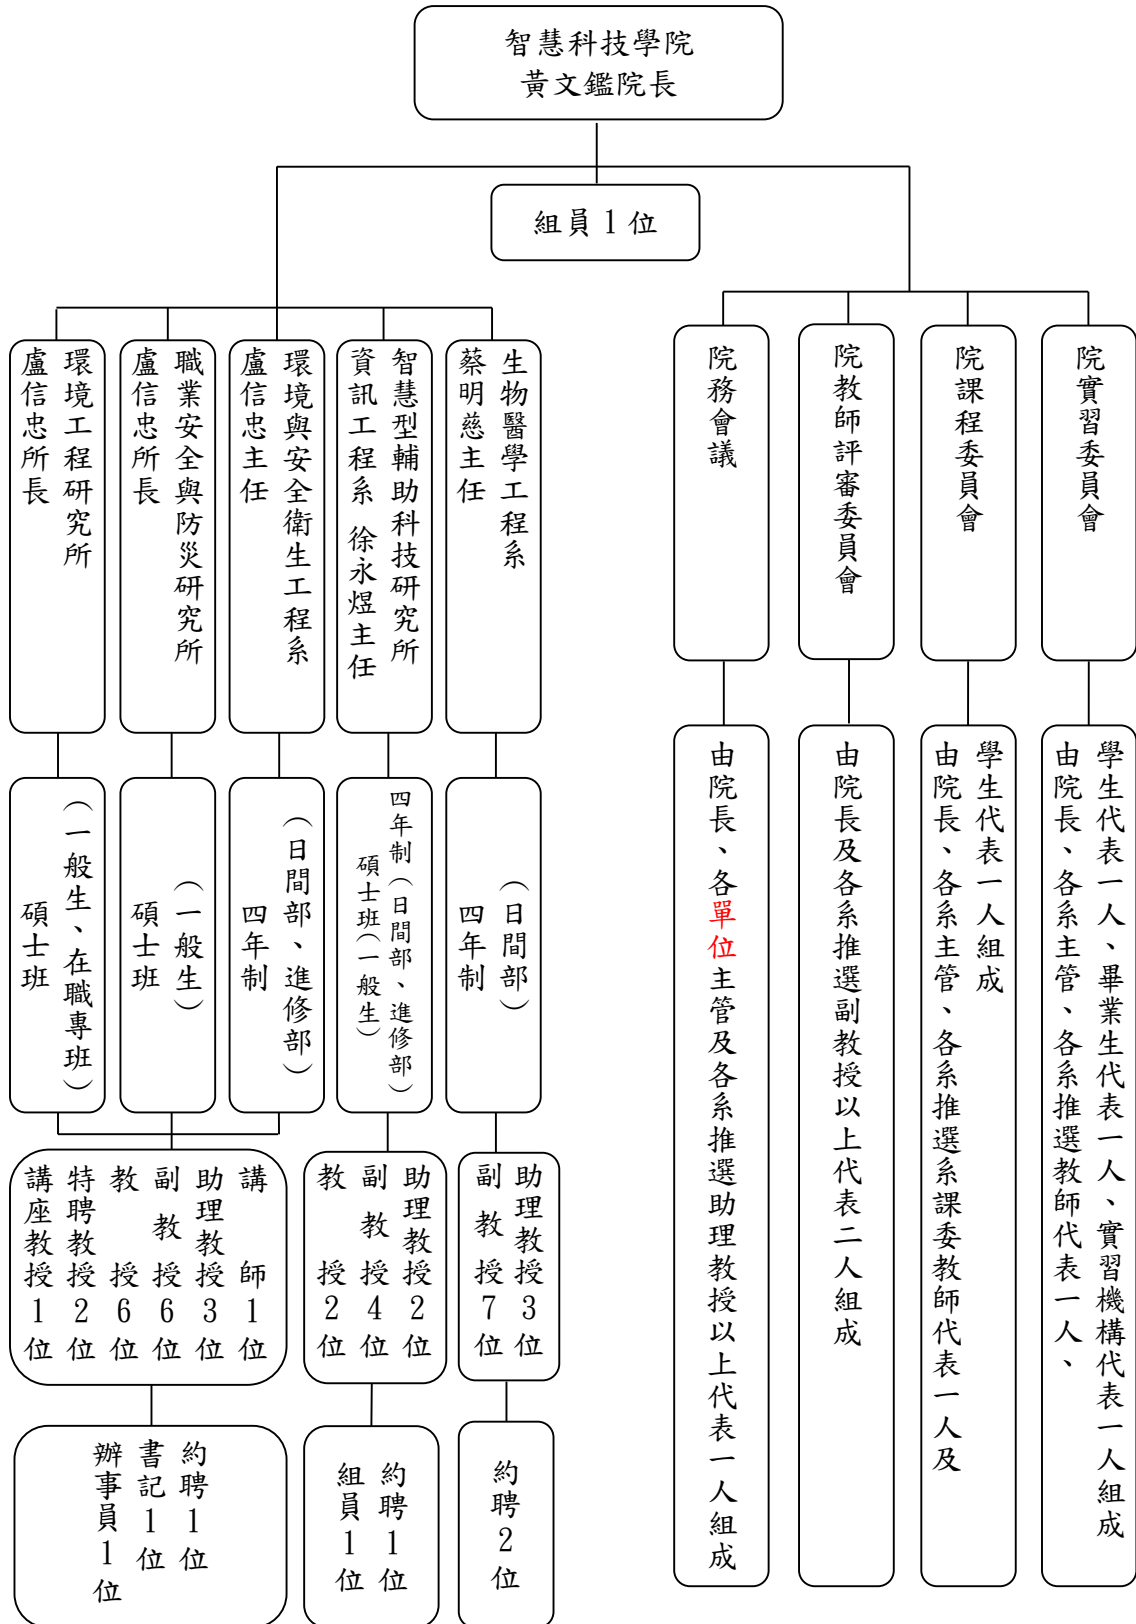 智慧科技學院
黃文鑑院長
組員 1 位
環境工程研究所
盧信忠所長
職業安全與防災研究所
盧信忠所長
環境與安全衛生工程系
盧信忠主任
智慧型輔助科技研究所
資訊工程系 徐永煜主任
生物醫學工程系
蔡明慈主任
院務會議
院教師評審委員會
院課程委員會
院實習委員會
(一般生、在職專班)
碩士班
(一般生)
碩士班
(日間部、進修部)
四年制
四年制(日間部、進修部)
碩士班(一般生)
(日間部)
四年制
由院長、各單位主管及各系推選助理教授以上代表一人組成
由院長及各系推選副教授以上代表二人組成
由院長、各系主管、各系推選系課委教師代表一人及
學生代表一人組成
由院長、各系主管、各系推選教師代表一人、
學生代表一人、畢業生代表一人、實習機構代表一人組成
講座教授1位
特聘教授2位
教授6位
副教授6位
助理教授3位
講師1位
教授2位
副教授4位
助理教授2位
副教授7位
助理教授3位
辦事員1位
書記1位
約聘1位
組員1位
約聘1位
約聘2位